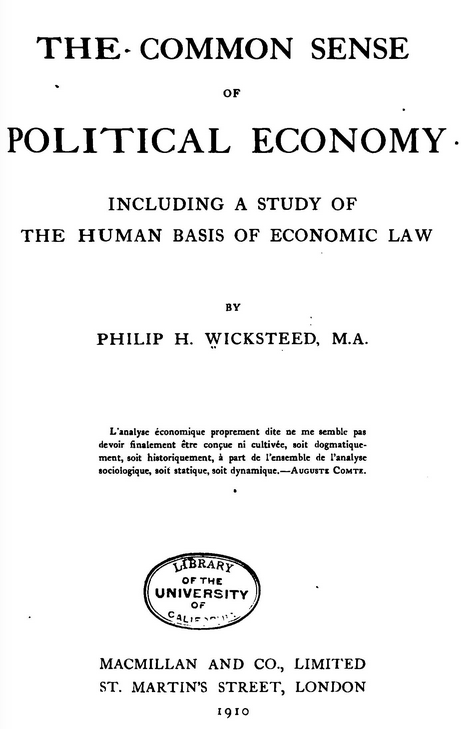 THE COMMON SENSE
OF
POLITICAL ECONOMY
INCLUDING A STUDY OF
THE HUMAN BASIS OF ECONOMIC LAW
BY
PHILIP H. WICKSTEED, M.A.
L'analyse économique proprement dite ne me semble pas
devoir finalement être conçue ni cultivée, soit dogmatique-
ment, soit historiquement, à part de l'ensemble de l'analyse
sociologique, soit statique, soit dynamique.—AUGUSTE COMTE.
LIBRARY
OF THE
UNIVERSITY
OF
MACMILLAN AND CO., LIMITED
ST. MARTIN'S STREET, LONDON
1910